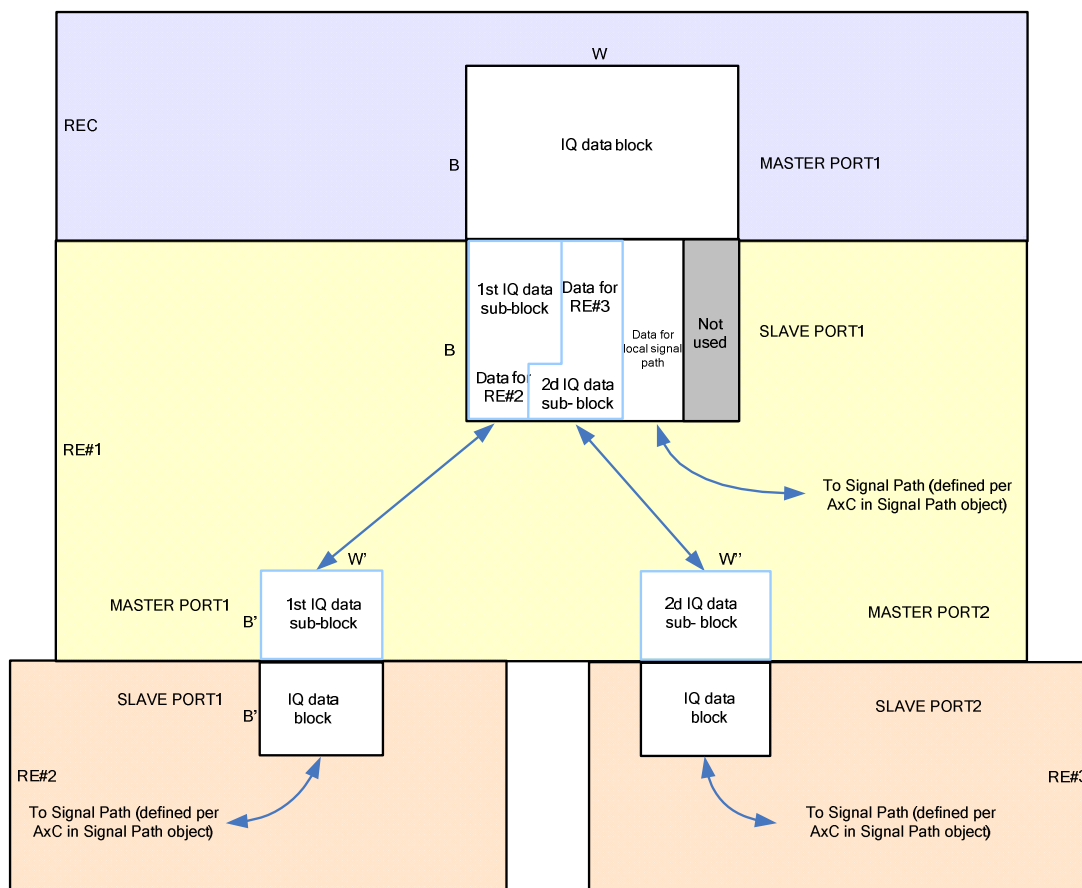 W
REC
IQ data block
B
MASTER PORT1
1st IQ data
sub-block
Data for
RE#3
Data for
RE#2
2d IQ data
sub- block
Data for
local signal
path
Not
used
B
SLAVE PORT1
RE#1
To Signal Path (defined per
AxC in Signal Path object)
W'
W''
MASTER PORT1
B'
1st IQ data
sub-block
2d IQ data
sub- block
MASTER PORT2
SLAVE PORT1
B'
IQ data
block
IQ data
block
SLAVE PORT2
RE#2
RE#3
To Signal Path (defined per
AxC in Signal Path object)
To Signal Path (defined per
AxC in Signal Path object)